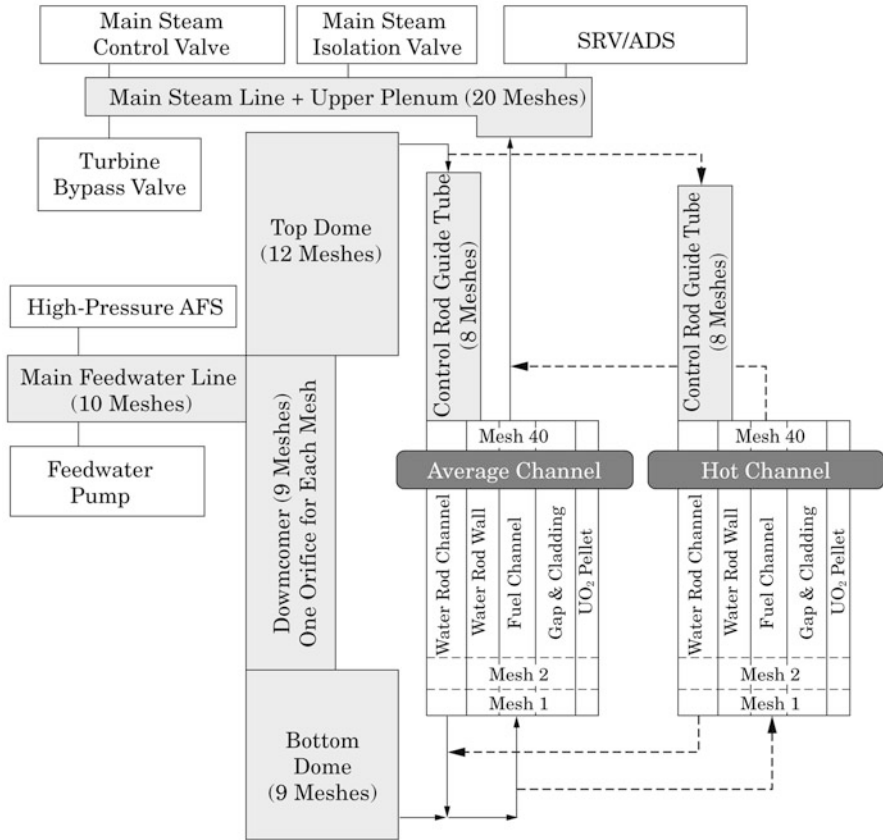 Main Steam
Control Valve
Main Steam
Isolation Valve
SRV/ADS
Main Steam Line + Upper Plenum (20 Meshes)
Turbine
Bypass Valve
Top Dome
(12 Meshes)
Control Rod Guide Tube
(8 Meshes)
Control Rod Guide Tube
(8 Meshes)
High-Pressure AFS
Main Feedwater Line
(10 Meshes)
Feedwater
Pump
Dowmcomer (9 Meshes)
One Orifice for Each Mesh
Mesh 40
Average Channel
Water Rod Channel
Water Rod Wall
Fuel Channel
Gap & Cladding
UO₂ Pellet
Mesh 2
Mesh 1
Mesh 40
Hot Channel
Water Rod Channel
Water Rod Wall
Fuel Channel
Gap & Cladding
UO₂ Pellet
Mesh 2
Mesh 1
Bottom
Dome
(9 Meshes)